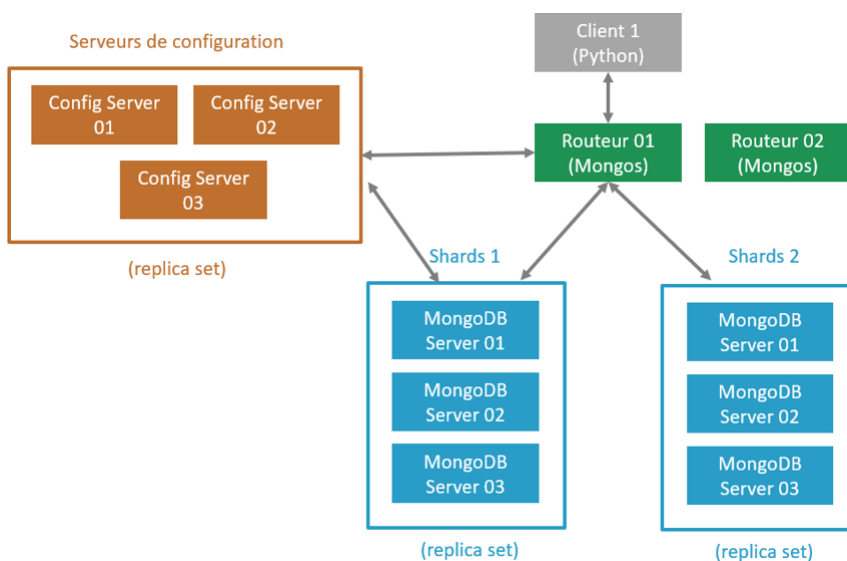 Serveurs de configuration
Config Server
01
Config Server
02
Config Server
03
(replica set)
Client 1
(Python)
Routeur 01
(Mongos)
Routeur 02
(Mongos)
Shards 1
MongoDB
Server 01
MongoDB
Server 02
MongoDB
Server 03
(replica set)
Shards 2
MongoDB
Server 01
MongoDB
Server 02
MongoDB
Server 03
(replica set)